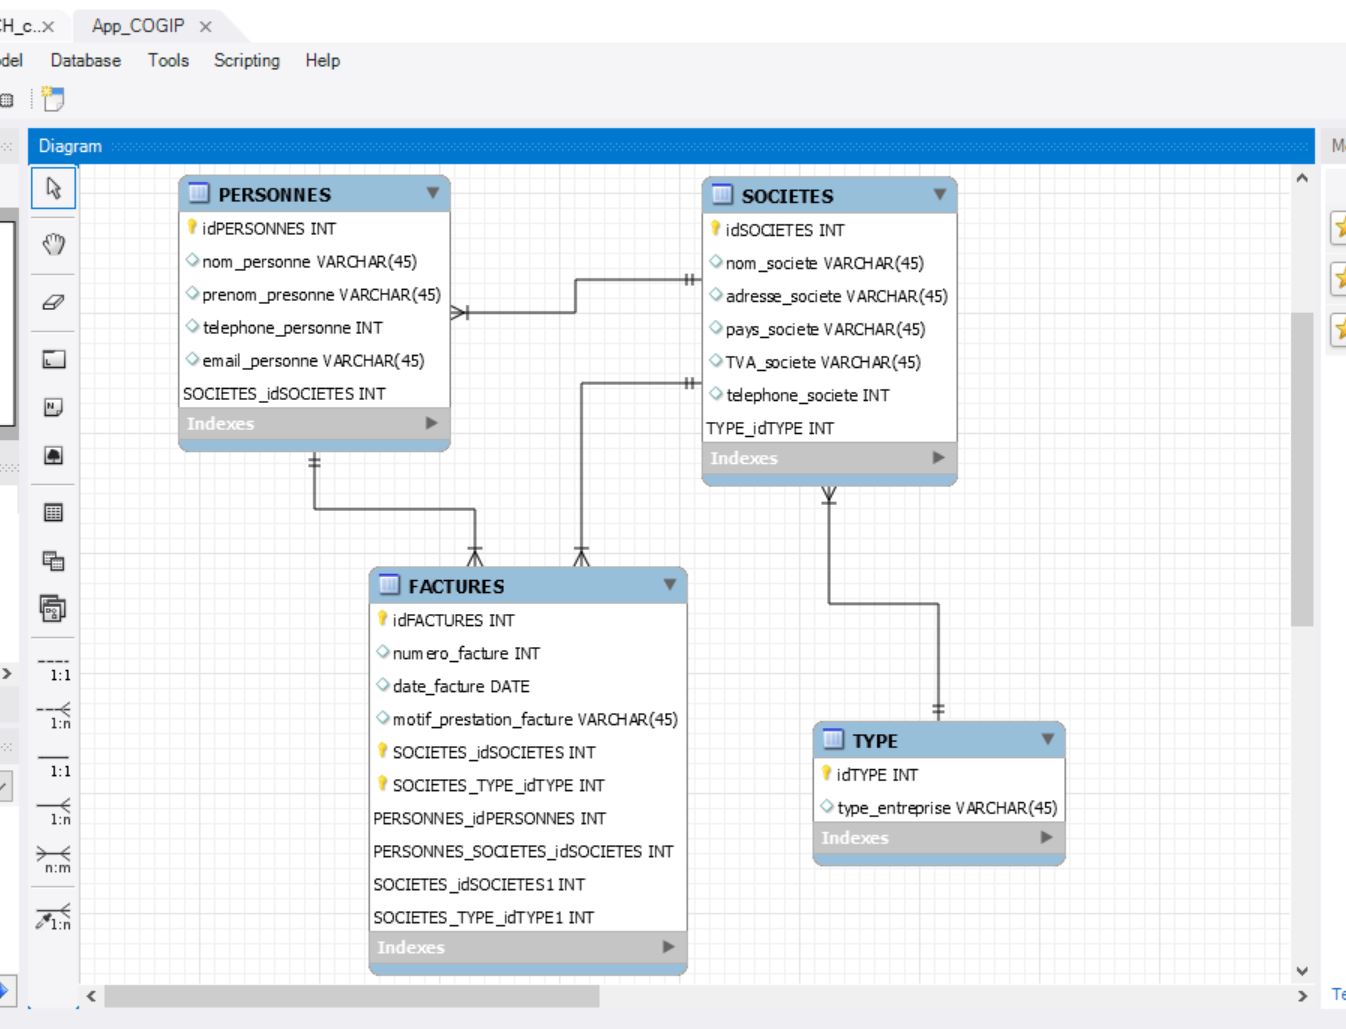 App_COGIP
Database Tools Scripting Help
Diagram
PERSONNES
idPERSONNES INT
nom_personne VARCHAR(45)
prenom_presonne VARCHAR(45)
telephone_personne INT
email_personne VARCHAR(45)
SOCIETES_idSOCIETES INT
Indexes
SOCIETES
idSOCIETES INT
nom_societe VARCHAR(45)
adresse_societe VARCHAR(45)
pays_societe VARCHAR(45)
TVA_societe VARCHAR(45)
telephone_societe INT
TYPE_idTYPE INT
Indexes
FACTURES
idFACTURES INT
numero_facture INT
date_facture DATE
motif_prestation_facture VARCHAR(45)
SOCIETES_idSOCIETES INT
SOCIETES_TYPE_idTYPE INT
PERSONNES_idPERSONNES INT
PERSONNES_SOCIETES_idSOCIETES INT
SOCIETES_idSOCIETES1 INT
SOCIETES_TYPE_idTYPE1 INT
Indexes
TYPE
idTYPE INT
type_entreprise VARCHAR(45)
Indexes
1:1
1:n
1:1
1:n
n:m
1:n